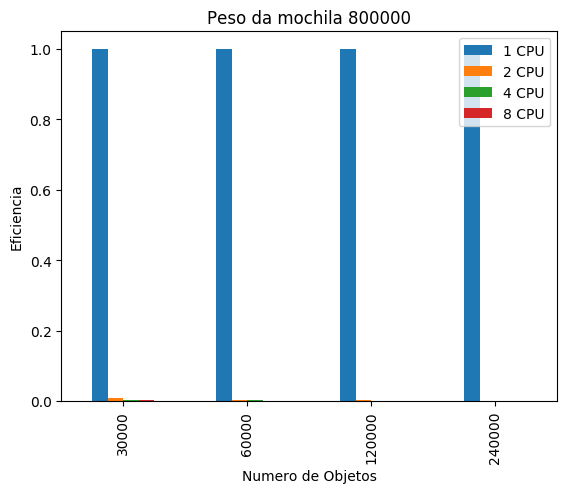 Peso da mochila 800000
1 CPU
2 CPU
4 CPU
8 CPU
1.0
0.8
0.6
0.4
0.2
0.0
Eficiencia
30000
60000
120000
240000
Numero de Objetos